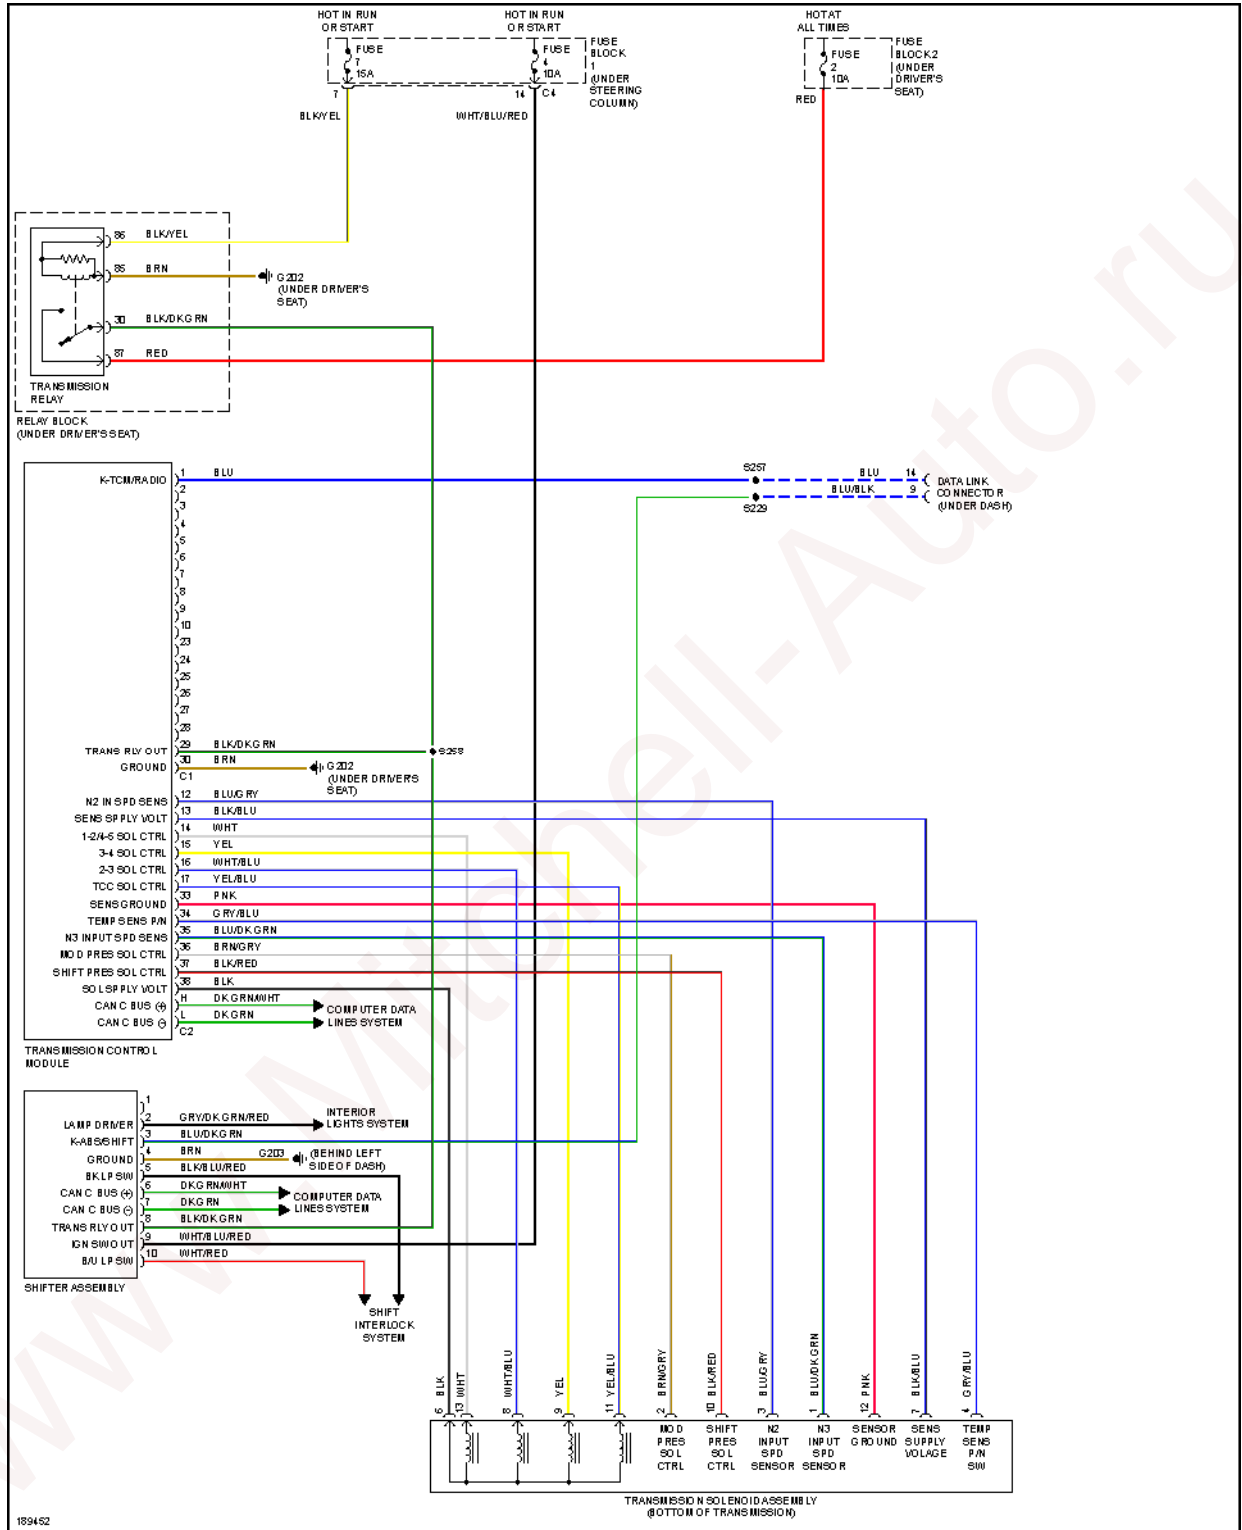 HOT IN RUN
OR START
HOT IN RUN
OR START
HOT AT
ALL TIMES
FUSE
7
15A
FUSE
4
10A
FUSE
BLOCK
1
(UNDER
STEERING
COLUMN)
FUSE
2
10A
FUSE
BLOCK 2
(UNDER
DRIVER'S
SEAT)
7
14
C4
RED
BLK/YEL
WHT/BLU/RED
86
BLK/YEL
85
BRN
G202
(UNDER DRIVER'S
SEAT)
30
BLK/DKGRN
87
RED
TRANSMISSION
RELAY
RELAY BLOCK
(UNDER DRIVER'S SEAT)
K-TCM/RADIO
1
BLU
S257
BLU
14
DATA LINK
CONNECTOR
(UNDER DASH)
BLU/BLK
9
S229
2
3
4
5
6
7
8
9
10
23
24
25
26
27
28
TRANS RLY OUT
29
BLK/DKGRN
S258
GROUND
30
BRN
C1
G202
(UNDER DRIVERS
SEAT)
N2 IN SPD SENS
12
BLU/GRY
SENS SPPLY VOLT
13
BLK/BLU
1-2/4-5 SOL CTRL
14
WHT
3-4 SOL CTRL
15
YEL
2-3 SOL CTRL
16
WHT/BLU
TCC SOL CTRL
17
YEL/BLU
SENS GROUND
33
PNK
TEMP SENS P/N
34
GRY/BLU
N3 INPUT SPD SENS
35
BLU/DKGRN
MOD PRES SOL CTRL
36
BRN/GRY
SHIFT PRES SOL CTRL
37
BLK/RED
SOL SPPLY VOLT
38
BLK
CAN C BUS (+)
H
DKGRN/WHT
CAN C BUS (-)
L
DKGRN
C2
COMPUTER DATA
LINES SYSTEM
TRANSMISSION CONTROL
MODULE
1
LAMP DRIVER
2
GRY/DKGRN/RED
INTERIOR
LIGHTS SYSTEM
K-ABS/SHIFT
3
BLU/DKGRN
GROUND
4
BRN
G203
(BEHIND LEFT
SIDE OF DASH)
BK LP SW
5
BLK/BLU/RED
CAN C BUS (+)
6
DKGRN/WHT
CAN C BUS (-)
7
DKGRN
COMPUTER DATA
LINES SYSTEM
TRANS RLY OUT
8
BLK/DKGRN
IGN SW OUT
9
WHT/BLU/RED
B/U LP SW
10
WHT/RED
SHIFTER ASSEMBLY
SHIFT
INTERLOCK
SYSTEM
6
BLK
13
WHT
8
WHT/BLU
9
YEL
11
YEL/BLU
2
BRN/GRY
10
BLK/RED
3
BLU/GRY
1
BLU/DKGRN
12
PNK
7
BLK/BLU
4
GRY/BLU
MOD
PRES
SOL
CTRL
SHIFT
PRES
SOL
CTRL
N2
INPUT
SPD
SENSOR
N3
INPUT
SPD
SENSOR
SENSOR
GROUND
SENS
SUPPLY
VOLAGE
TEMP
SENS
P/N
SW
TRANSMISSION SOLENOID ASSEMBLY
(BOTTOM OF TRANSMISSION)
189452
www.Mitchell-Auto.ru